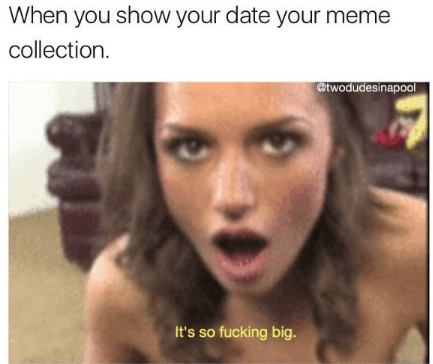 When you show your date your meme
collection.
@twodudesinapool
It's so fucking big.